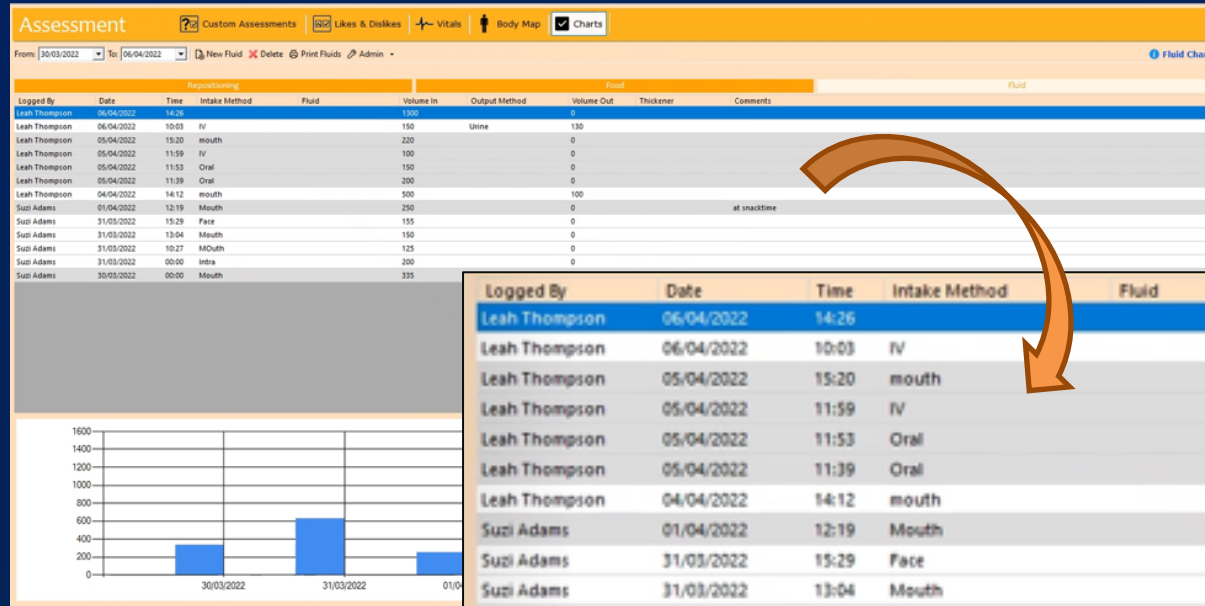 Assessment Custom Assessments Likes & Dislikes Vitals Body Map Charts
From: 30/03/2022 To: 06/04/2022 New Fluid Delete Print Fluids Admin Fluid Char
Repositioning Food Fluid
Logged By Date Time Intake Method Fluid Volume In Output Method Volume Out Thickener Comments
Leah Thompson 06/04/2022 14:26 1300 0
Leah Thompson 06/04/2022 10:03 IV 150 Urine 130
Leah Thompson 05/04/2022 15:20 mouth 220 0
Leah Thompson 05/04/2022 11:59 IV 100 0
Leah Thompson 05/04/2022 11:53 Oral 150 0
Leah Thompson 05/04/2022 11:39 Oral 200 0
Leah Thompson 04/04/2022 14:12 mouth 500 100
Suzi Adams 01/04/2022 12:19 Mouth 250 0 at snacktime
Suzi Adams 31/03/2022 15:29 Face 155 0
Suzi Adams 31/03/2022 13:04 Mouth 150 0
Suzi Adams 31/03/2022 10:27 MOuth 125 0
Suzi Adams 31/03/2022 00:00 Intra 200 0
Suzi Adams 30/03/2022 00:00 Mouth 335
Logged By Date Time Intake Method Fluid
Leah Thompson 06/04/2022 14:26
Leah Thompson 06/04/2022 10:03 IV
Leah Thompson 05/04/2022 15:20 mouth
Leah Thompson 05/04/2022 11:59 IV
Leah Thompson 05/04/2022 11:53 Oral
Leah Thompson 05/04/2022 11:39 Oral
Leah Thompson 04/04/2022 14:12 mouth
Suzi Adams 01/04/2022 12:19 Mouth
Suzi Adams 31/03/2022 15:29 Face
Suzi Adams 31/03/2022 13:04 Mouth
1600
1400
1200
1000
800
600
400
200
0
30/03/2022 31/03/2022 01/04